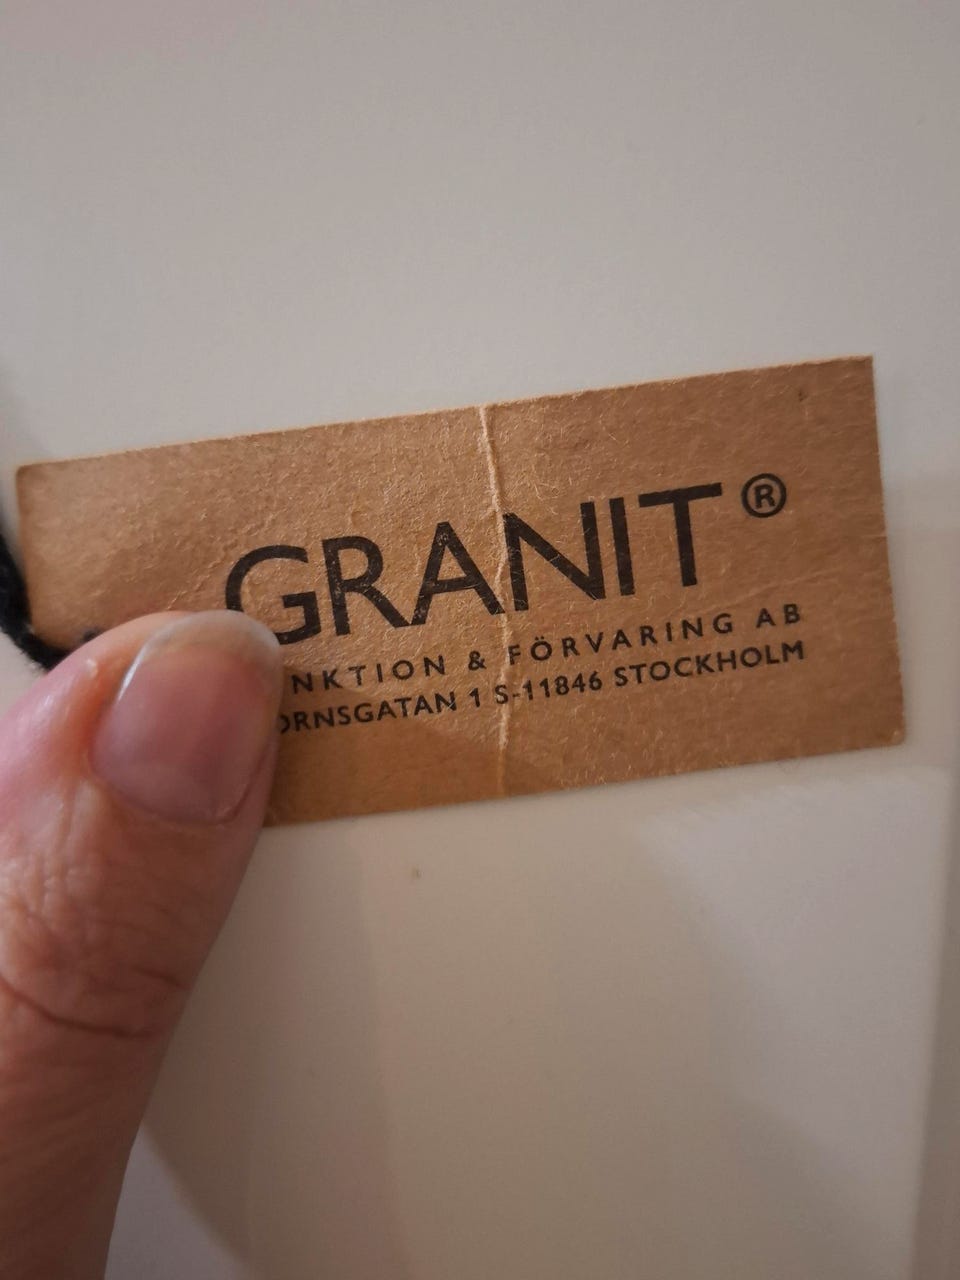 GRANIT®
NKTION & FÖRVARING AB
ORNSGATAN 1 S-11846 STOCKHOLM